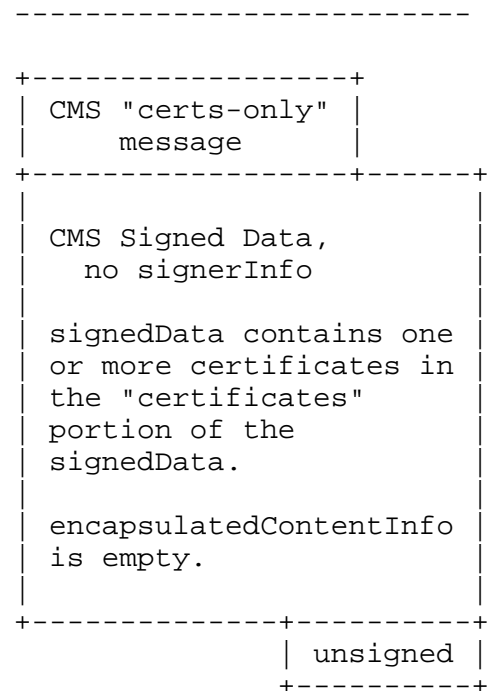 --------------------------
+-------------------+
| CMS "certs-only" |
| message |
+-------------------+------+
| |
| CMS Signed Data, |
| no signerInfo |
| |
| signedData contains one |
| or more certificates in |
| the "certificates" |
| portion of the |
| signedData. |
| |
| encapsulatedContentInfo |
| is empty. |
| |
+--------------+----------+
| unsigned |
+----------+